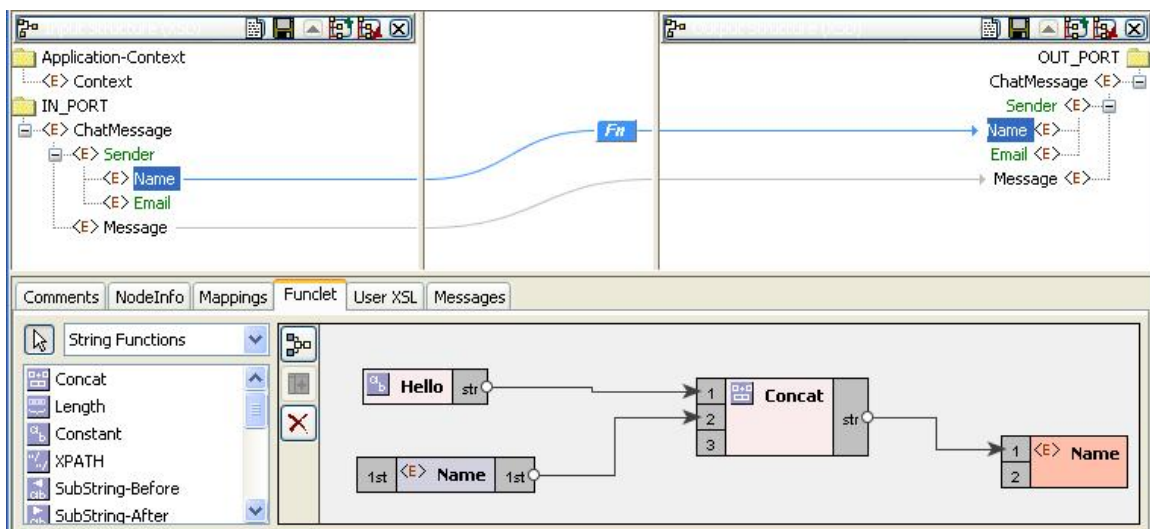 Application-Context
<E> Context
IN_PORT
<E> ChatMessage
<E> Sender
<E> Name
<E> Email
<E> Message
Fn
OUT_PORT
ChatMessage <E>
Sender <E>
Name <E>
Email <E>
Message <E>
Comments NodeInfo Mappings Funclet User XSL Messages
String Functions
Concat
Length
Constant
XPATH
SubString-Before
SubString-After
Hello str
1st <E> Name 1st
1 Concat
2 str
3
1 <E> Name
2